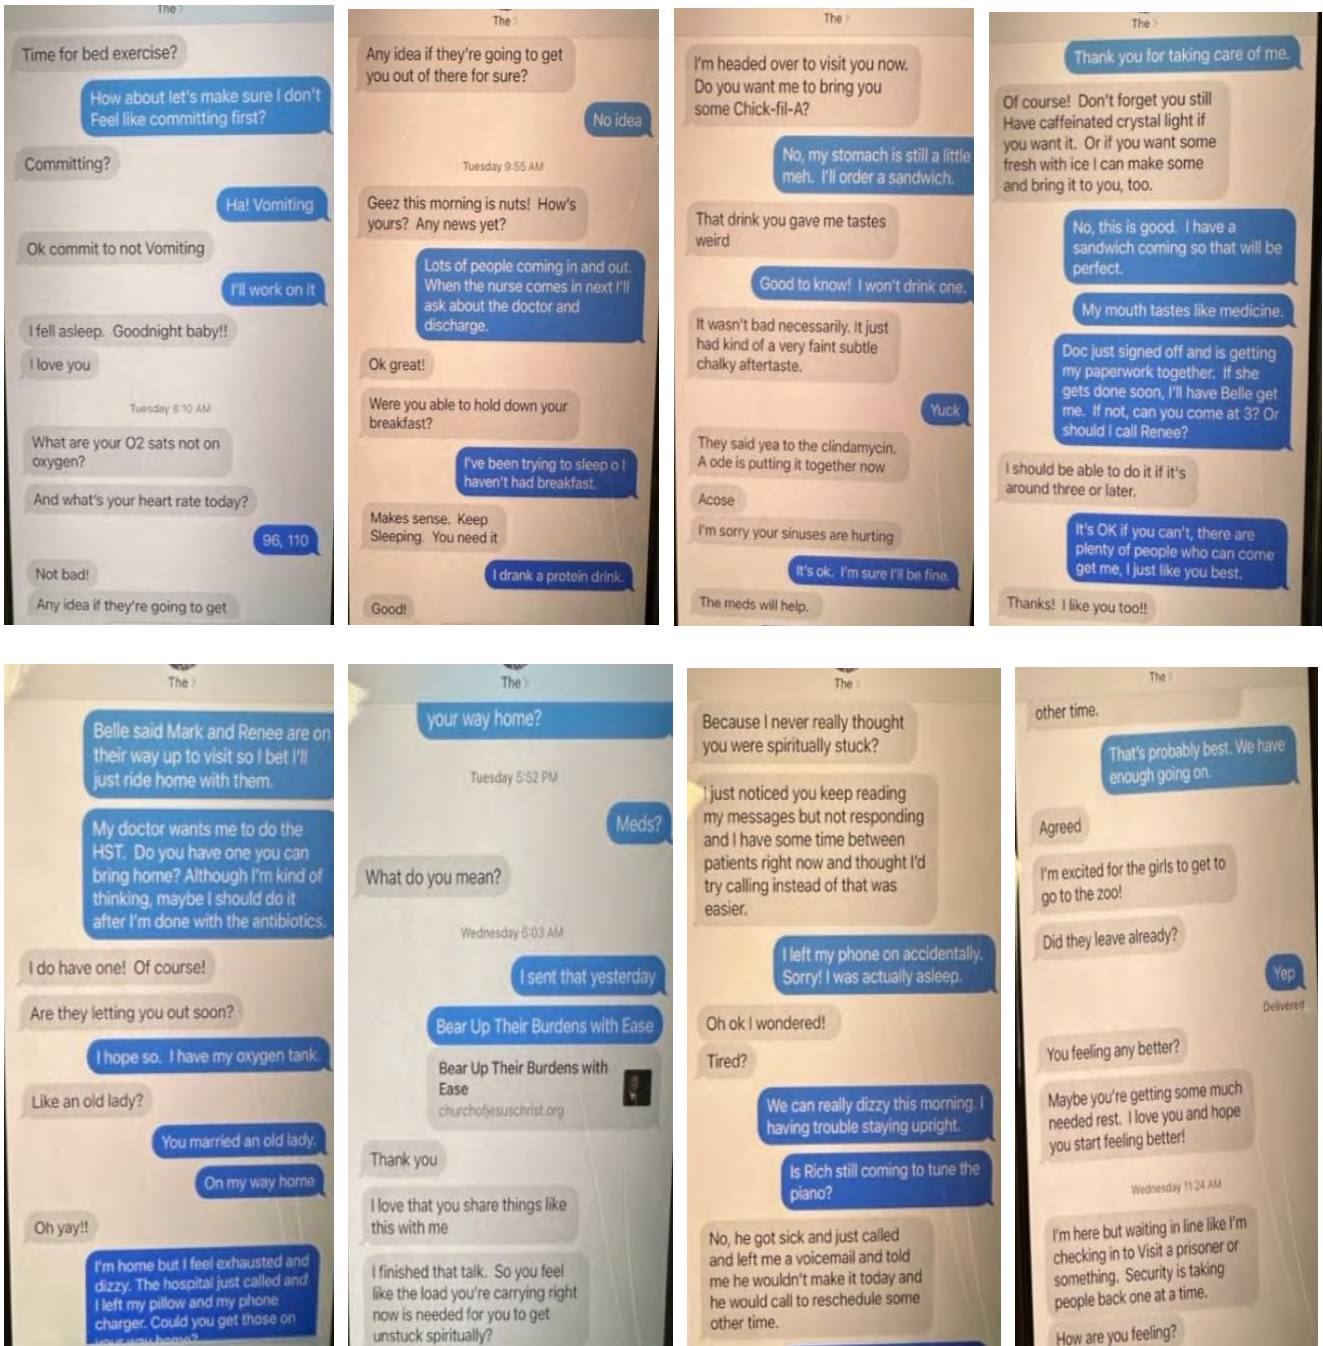 The
Time for bed exercise?
How about let's make sure I don't
Feel like committing first?
Committing?
Ha! Vomiting
Ok commit to not Vomiting
I'll work on it
I fell asleep. Goodnight baby!!
I love you
Tuesday 8:10 AM
What are your O2 sats not on
oxygen?
And what's your heart rate today?
96, 110
Not bad!
Any idea if they're going to get
The
Any idea if they're going to get
you out of there for sure?
No idea
Tuesday 9:55 AM
Geez this morning is nuts! How's
yours? Any news yet?
Lots of people coming in and out.
When the nurse comes in next I'll
ask about the doctor and
discharge.
Ok great!
Were you able to hold down your
breakfast?
I've been trying to sleep o I
haven't had breakfast.
Makes sense. Keep
Sleeping. You need it
I drank a protein drink.
Good!
The
I'm headed over to visit you now.
Do you want me to bring you
some Chick-fil-A?
No, my stomach is still a little
meh. I'll order a sandwich.
That drink you gave me tastes
weird
Good to know! I won't drink one.
It wasn't bad necessarily. It just
had kind of a very faint subtle
chalky aftertaste.
Yuck
They said yea to the clindamycin.
A ode is putting it together now
Acose
I'm sorry your sinuses are hurting
It's ok. I'm sure I'll be fine.
The meds will help.
The
Thank you for taking care of me.
Of course! Don't forget you still
Have caffeinated crystal light if
you want it. Or if you want some
fresh with ice I can make some
and bring it to you, too.
No, this is good. I have a
sandwich coming so that will be
perfect.
My mouth tastes like medicine.
Doc just signed off and is getting
my paperwork together. If she
gets done soon, I'll have Belle get
me. If not, can you come at 3? Or
should I call Renee?
I should be able to do it if it's
around three or later.
It's OK if you can't, there are
plenty of people who can come
get me, I just like you best.
Thanks! I like you too!!
The
Belle said Mark and Renee are on
their way up to visit so I bet I'll
just ride home with them.
My doctor wants me to do the
HST. Do you have one you can
bring home? Although I'm kind of
thinking, maybe I should do it
after I'm done with the antibiotics.
I do have one! Of course!
Are they letting you out soon?
I hope so. I have my oxygen tank.
Like an old lady?
You married an old lady.
On my way home
Oh yay!!
I'm home but I feel exhausted and
dizzy. The hospital just called and
I left my pillow and my phone
charger. Could you get those on
your way home?
The
your way home?
Tuesday 5:52 PM
Meds?
What do you mean?
Wednesday 6:03 AM
I sent that yesterday
Bear Up Their Burdens with Ease
Bear Up Their Burdens with
Ease
churchofjesuschrist.org
Thank you
I love that you share things like
this with me
I finished that talk. So you feel
like the load you're carrying right
now is needed for you to get
unstuck spiritually?
The
Because I never really thought
you were spiritually stuck?
I just noticed you keep reading
my messages but not responding
and I have some time between
patients right now and thought I'd
try calling instead of that was
easier.
I left my phone on accidentally.
Sorry! I was actually asleep.
Oh ok I wondered!
Tired?
We can really dizzy this morning. I
having trouble staying upright.
Is Rich still coming to tune the
piano?
No, he got sick and just called
and left me a voicemail and told
me he wouldn't make it today and
he would call to reschedule some
other time.
The
other time.
That's probably best. We have
enough going on.
Agreed
I'm excited for the girls to get to
go to the zoo!
Did they leave already?
Yep
Delivered
You feeling any better?
Maybe you're getting some much
needed rest. I love you and hope
you start feeling better!
Wednesday 11:24 AM
I'm here but waiting in line like I'm
checking in to Visit a prisoner or
something. Security is taking
people back one at a time.
How are you feeling?